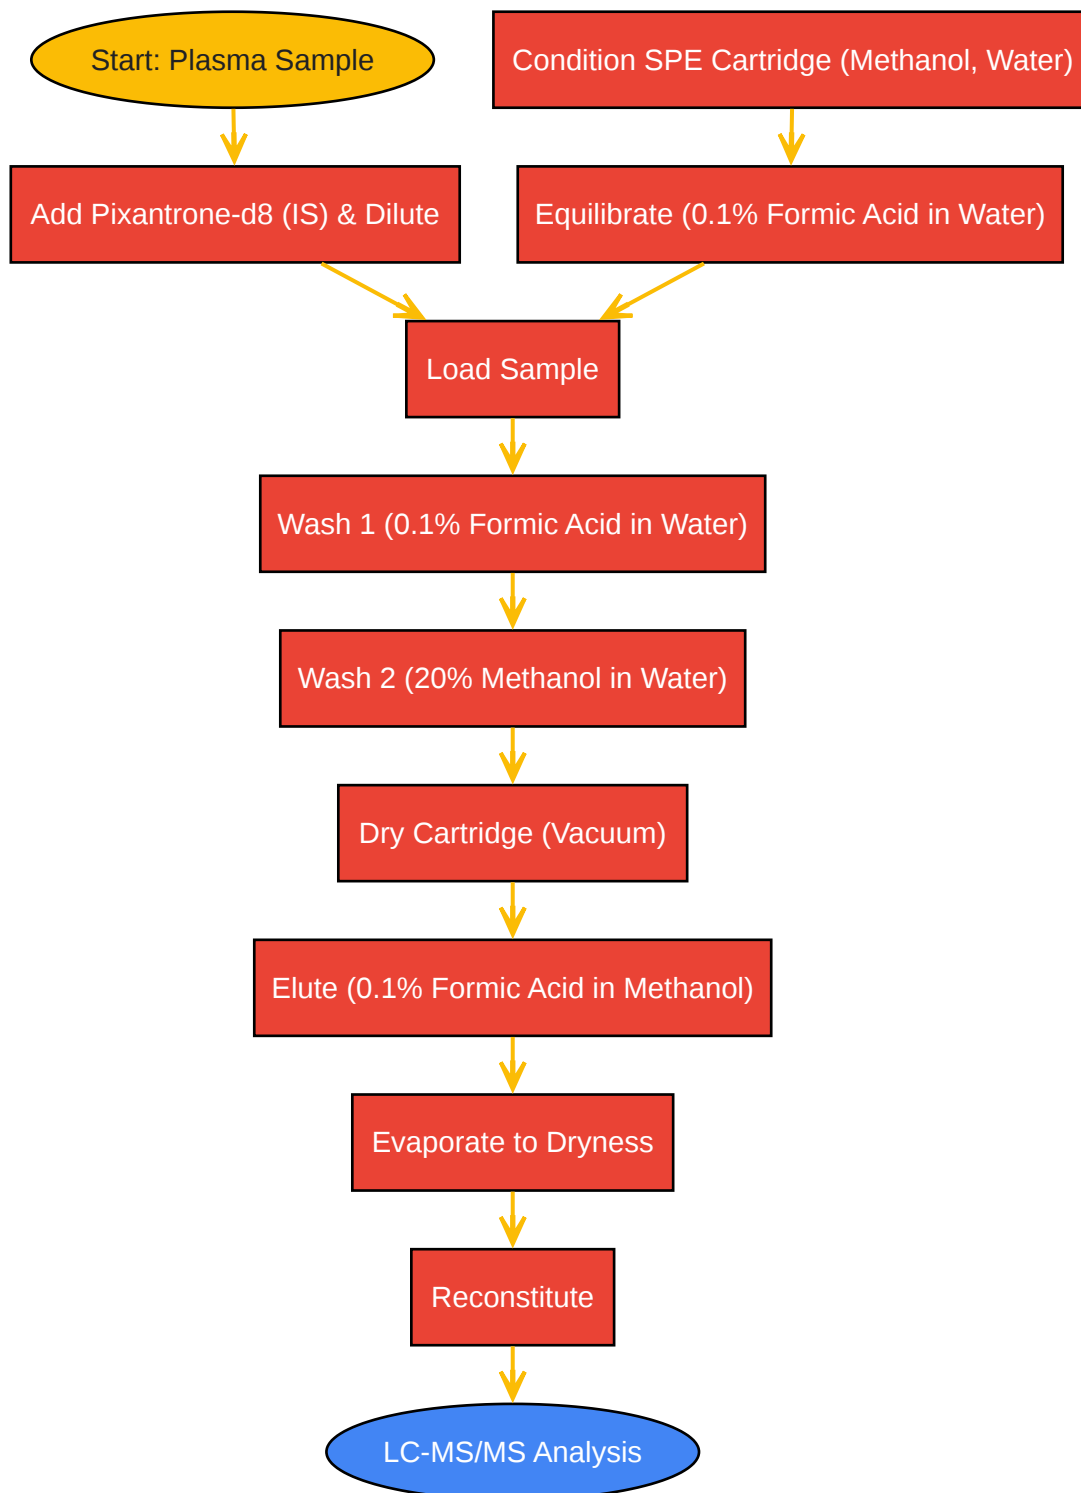 Start: Plasma Sample
Condition SPE Cartridge (Methanol, Water)
Add Pixantrone-d8 (IS) & Dilute
Equilibrate (0.1% Formic Acid in Water)
Load Sample
Wash 1 (0.1% Formic Acid in Water)
Wash 2 (20% Methanol in Water)
Dry Cartridge (Vacuum)
Elute (0.1% Formic Acid in Methanol)
Evaporate to Dryness
Reconstitute
LC-MS/MS Analysis